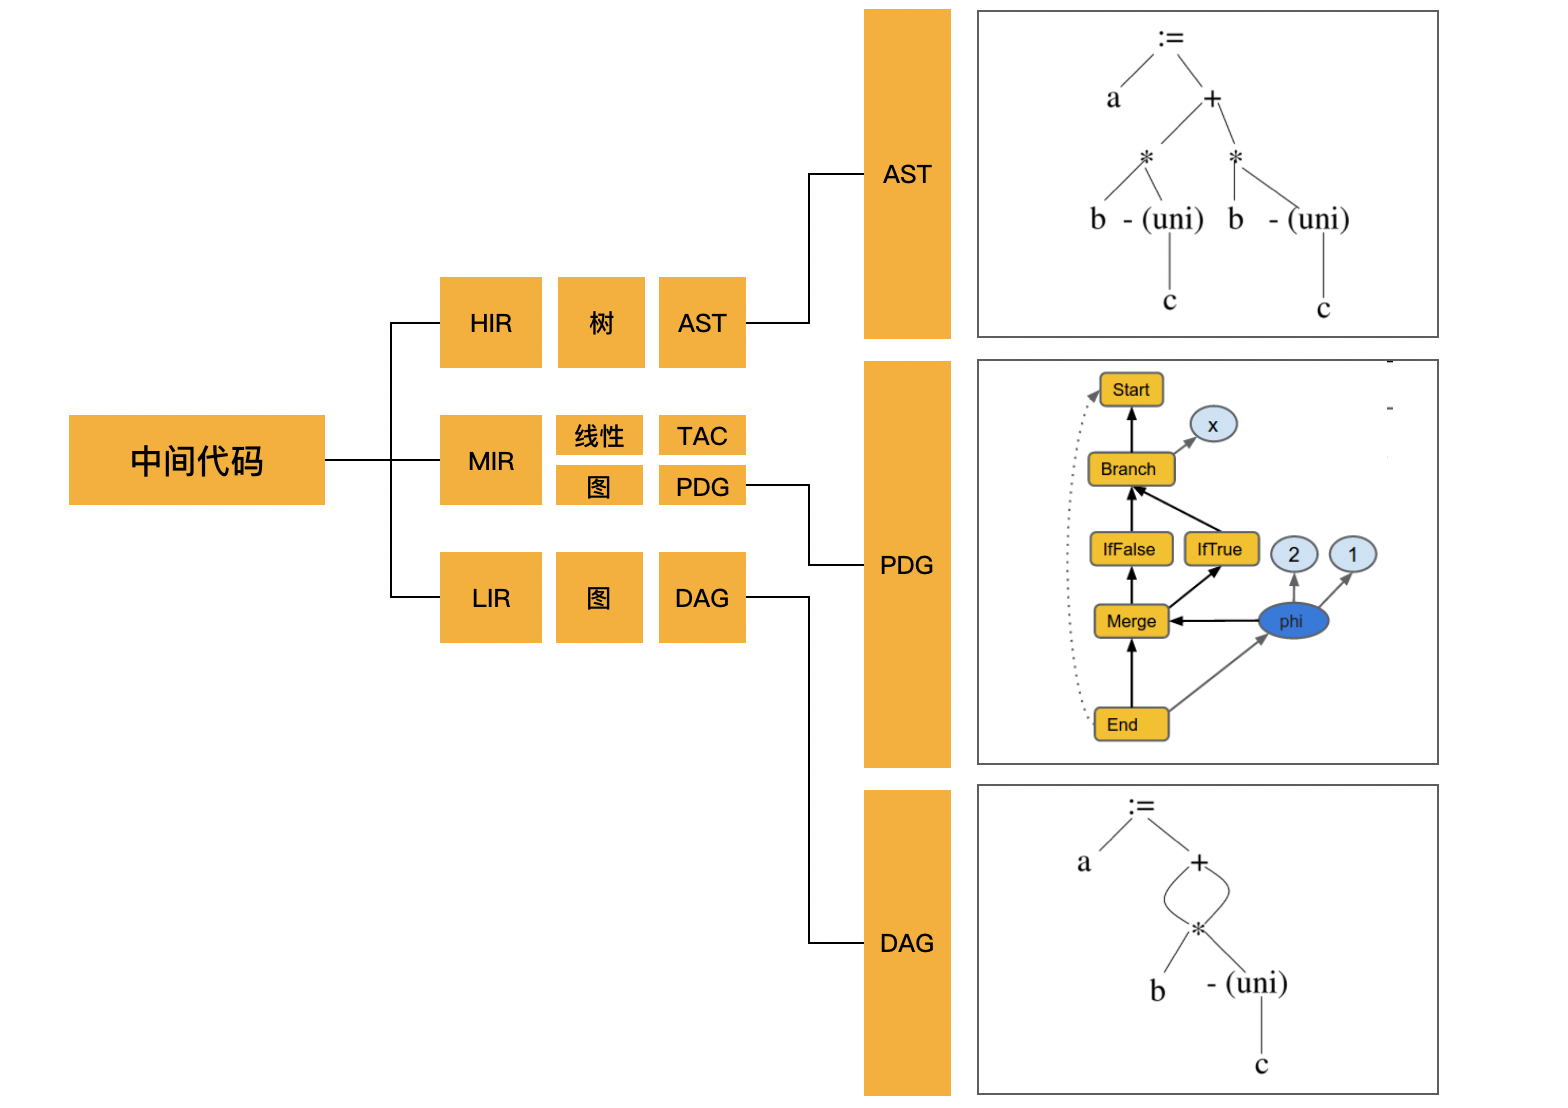 中间代码
HIR
树
AST
MIR
线性
TAC
图
PDG
LIR
图
DAG
AST
:=
a
+
* *
b - (uni) b - (uni)
c
c
PDG
Start
x
Branch
IfFalse
IfTrue
2
1
Merge
phi
End
DAG
:=
a
+
*
b
- (uni)
c